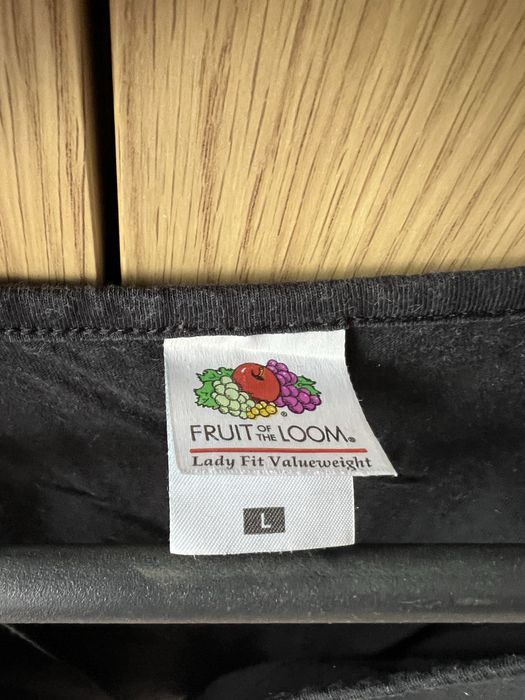 FRUIT OF THE LOOM®
Lady Fit Valueweight
L